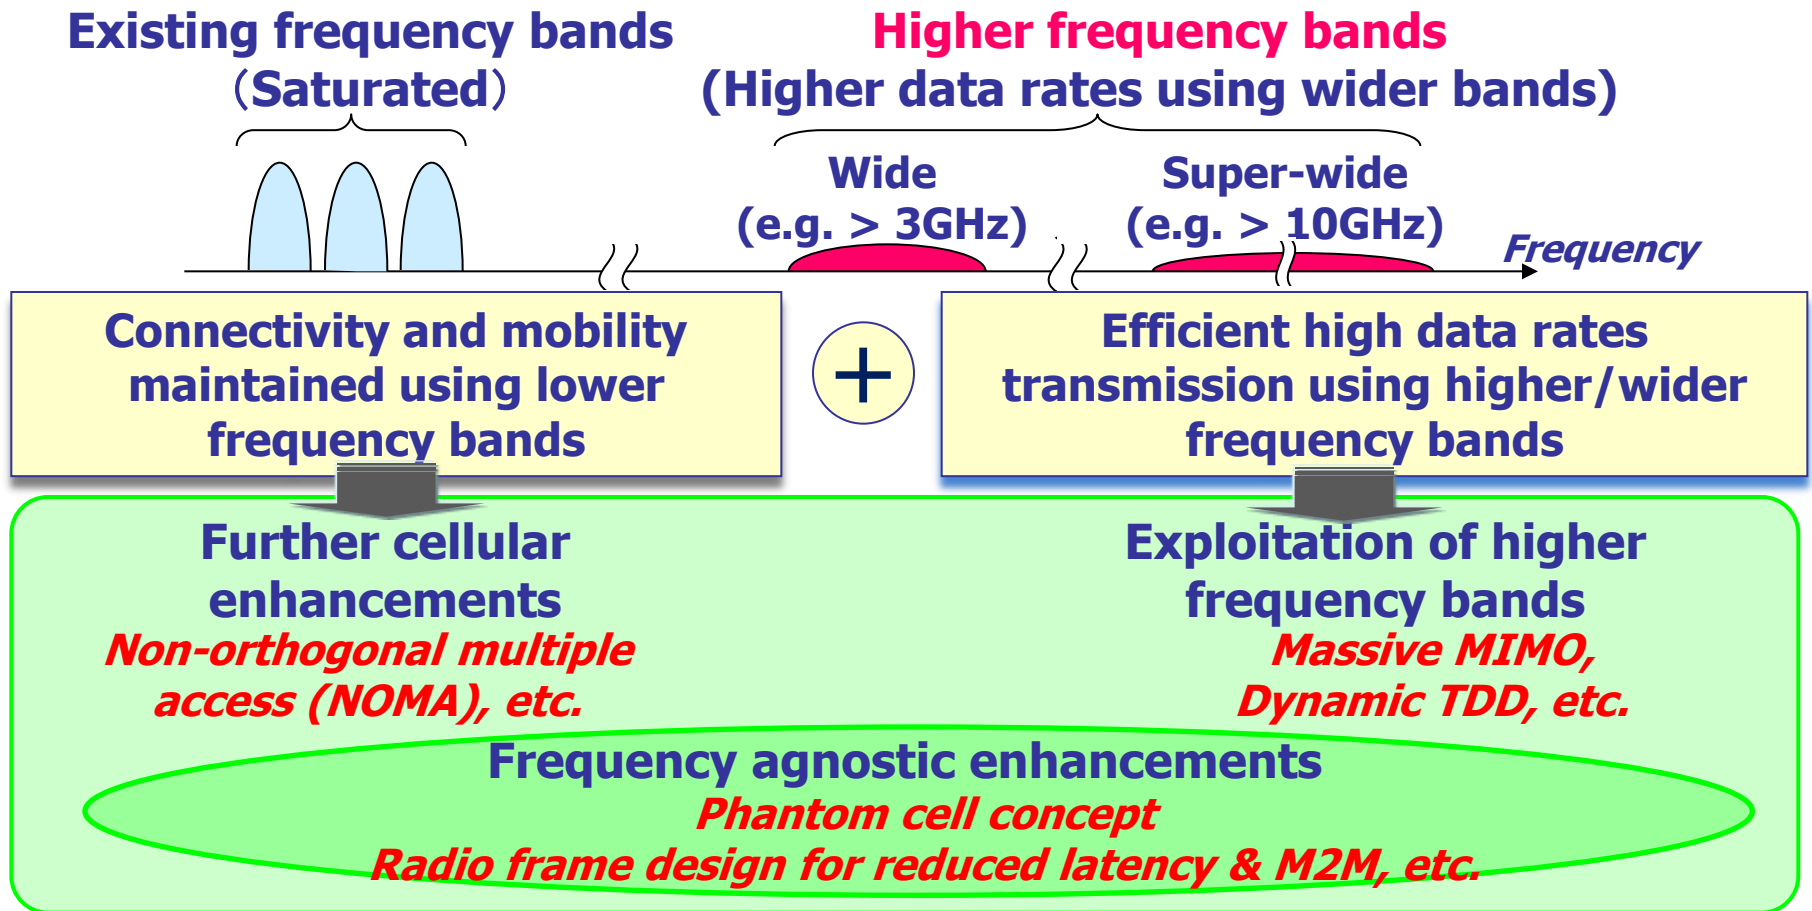 Existing frequency bands
（Saturated）
Higher frequency bands
(Higher data rates using wider bands)
Wide
(e.g. > 3GHz)
Super-wide
(e.g. > 10GHz)
Frequency
Connectivity and mobility
maintained using lower
frequency bands
+
Efficient high data rates
transmission using higher/wider
frequency bands
Further cellular
enhancements
Non-orthogonal multiple
access (NOMA), etc.
Exploitation of higher
frequency bands
Massive MIMO,
Dynamic TDD, etc.
Frequency agnostic enhancements
Phantom cell concept
Radio frame design for reduced latency & M2M, etc.